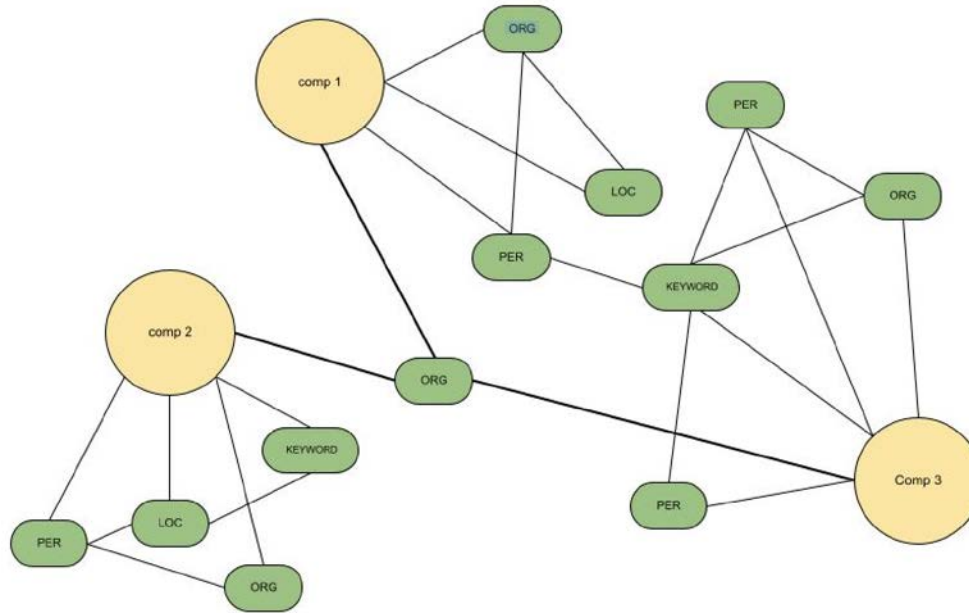 ORG
comp 1
PER
LOC
ORG
PER
KEYWORD
comp 2
ORG
KEYWORD
Comp 3
PER
LOC
PER
ORG